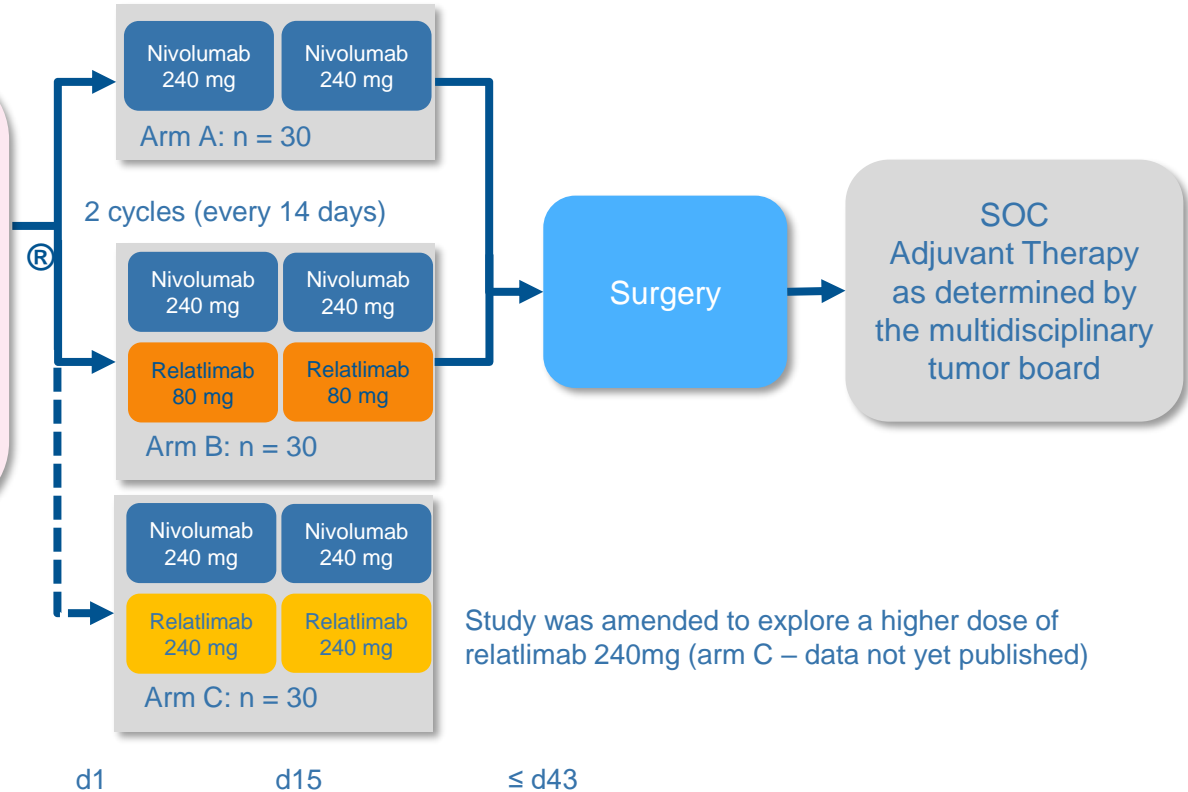 Nivolumab
240 mg
Nivolumab
240 mg
Arm A: n = 30
2 cycles (every 14 days)
®
Nivolumab
240 mg
Nivolumab
240 mg
Relatlimab
80 mg
Relatlimab
80 mg
Arm B: n = 30
Nivolumab
240 mg
Nivolumab
240 mg
Relatlimab
240 mg
Relatlimab
240 mg
Arm C: n = 30
Surgery
SOC
Adjuvant Therapy
as determined by
the multidisciplinary
tumor board
Study was amended to explore a higher dose of
relatlimab 240mg (arm C – data not yet published)
d1
d15
≤ d43